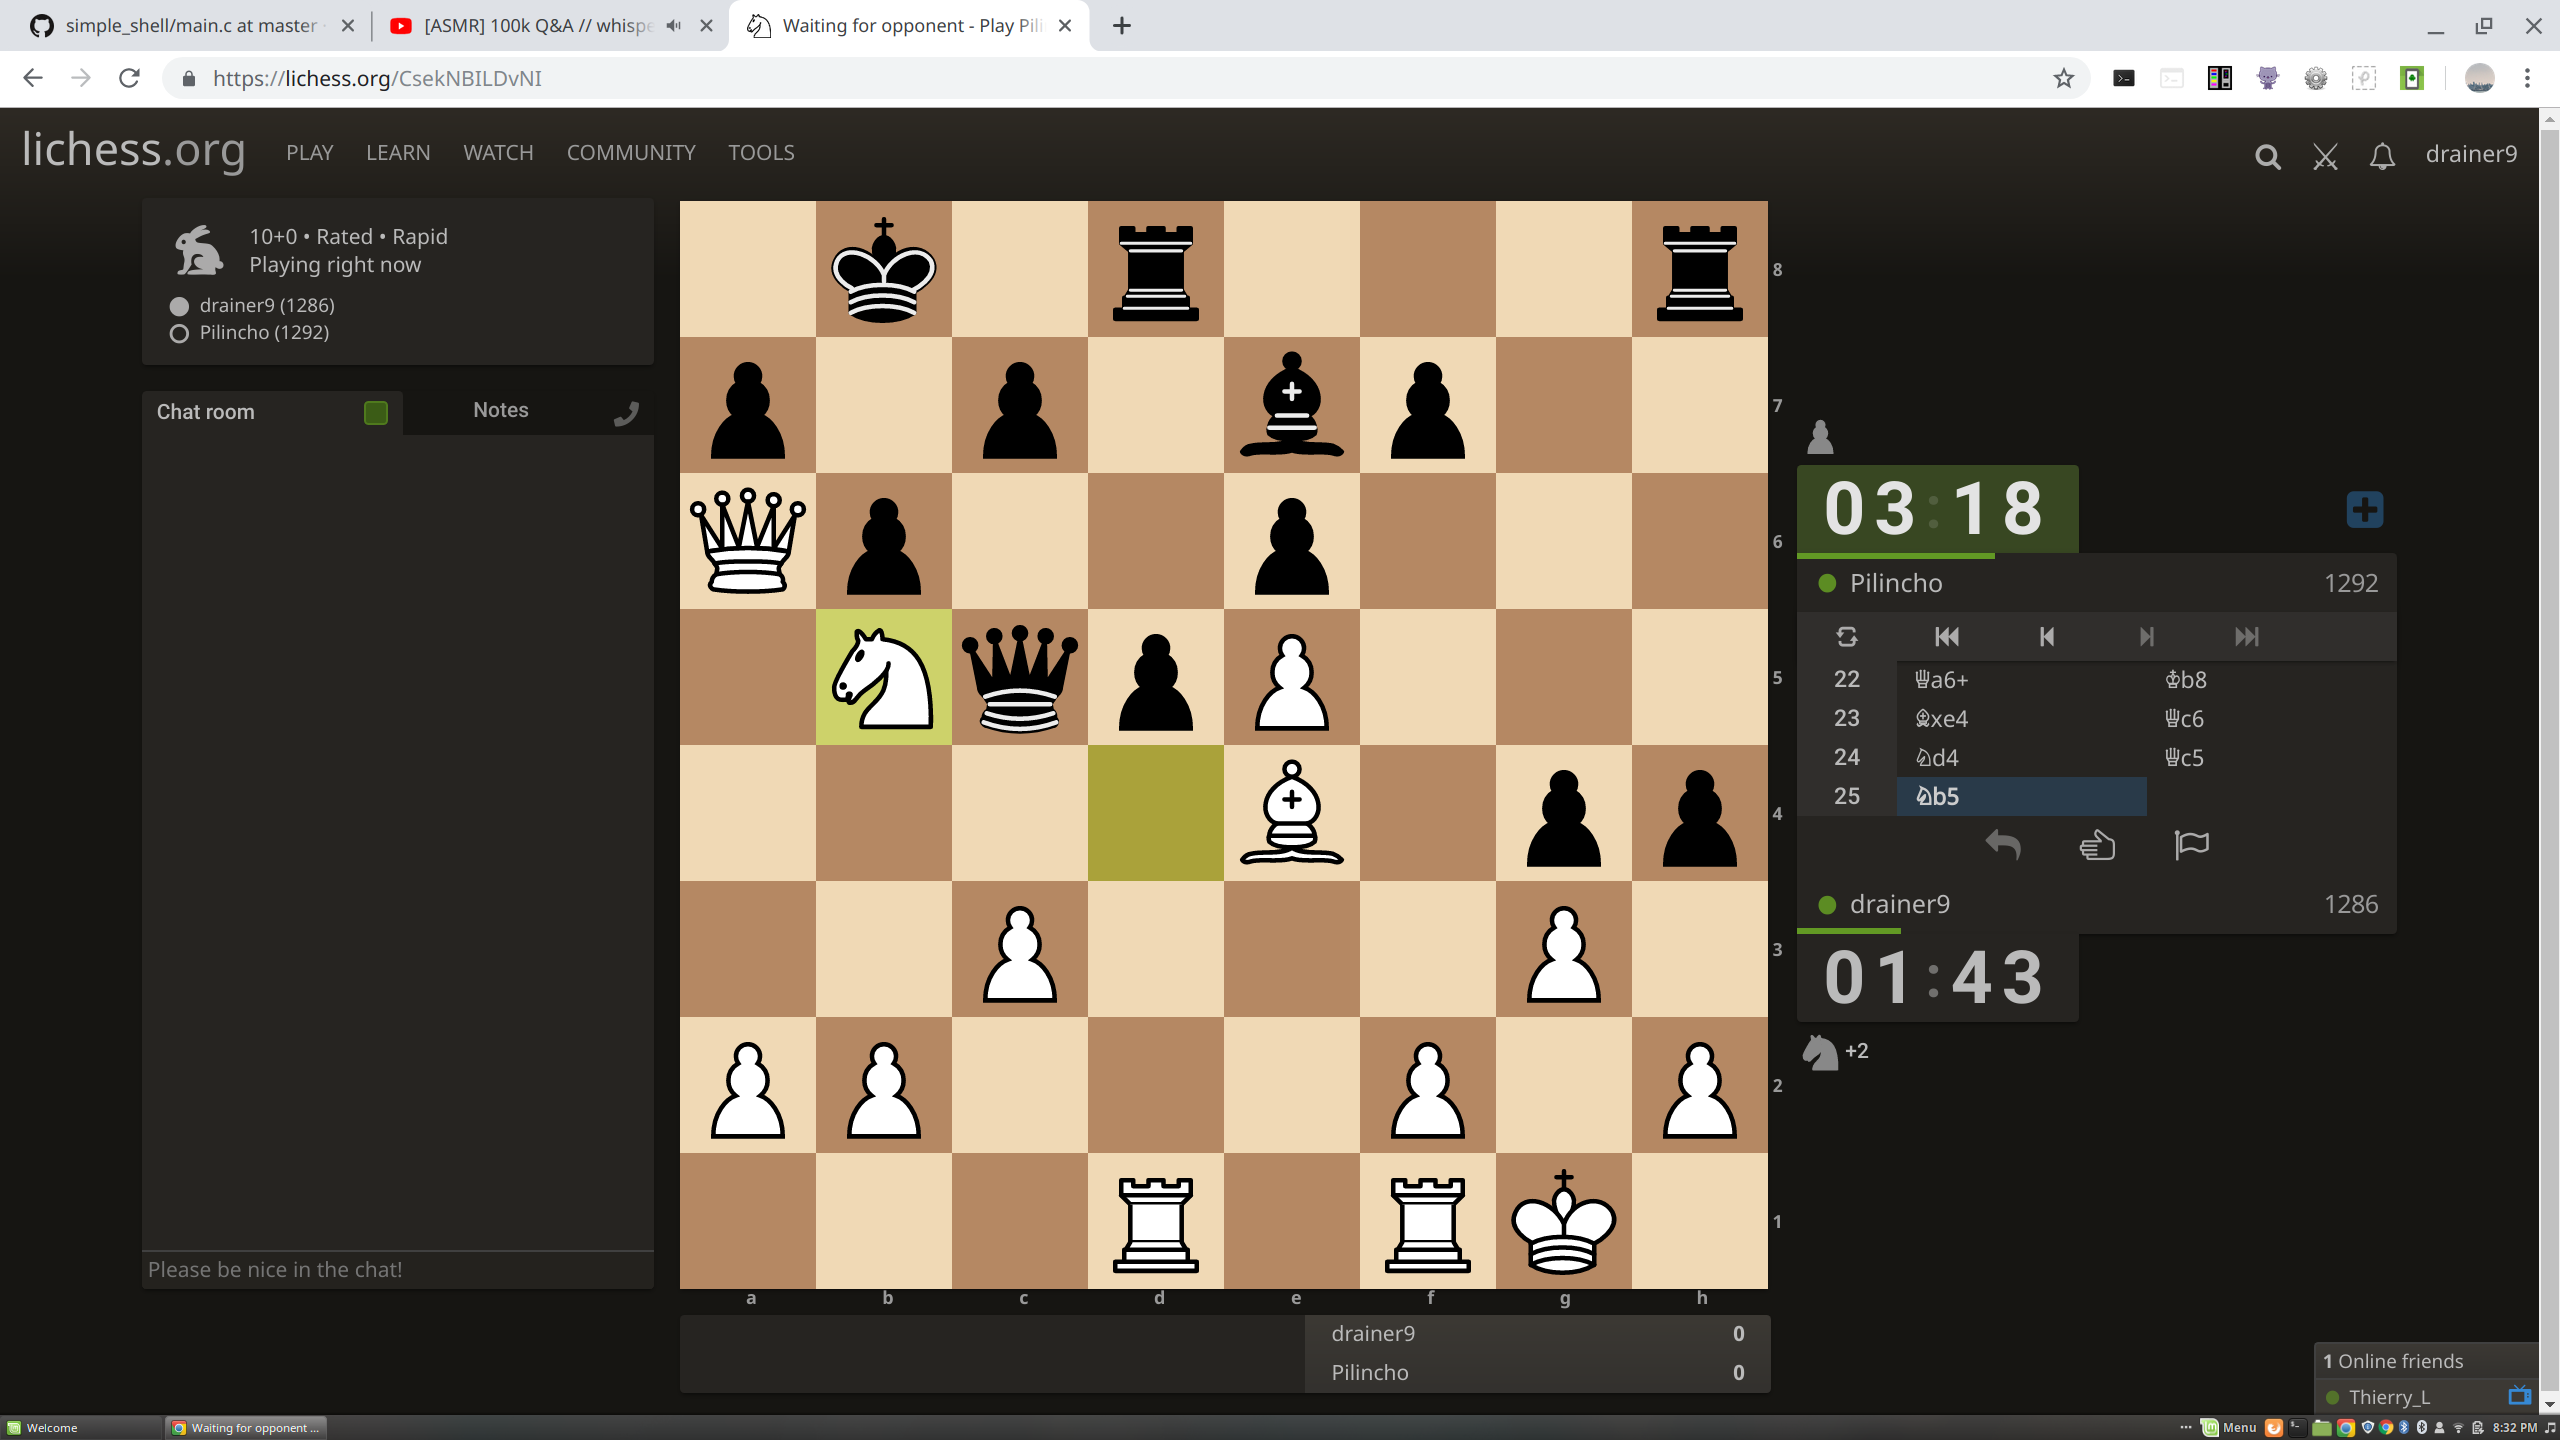 simple_shell/main.c at master
[ASMR] 100k Q&A // whispe
Waiting for opponent - Play Pili
https://lichess.org/CsekNBILDvNI
lichess.org PLAY LEARN WATCH COMMUNITY TOOLS drainer9
10+0 • Rated • Rapid
Playing right now
drainer9 (1286)
Pilincho (1292)
Chat room Notes
Please be nice in the chat!
8
7
6
5
4
3
2
1
a b c d e f g h
drainer9 0
Pilincho 0
03:18
Pilincho 1292
22 ♕a6+ ♔b8
23 ♗xe4 ♕c6
24 ♘d4 ♕c5
25 ♘b5
drainer9 1286
01:43
+2
1 Online friends
Thierry_L
Welcome
Waiting for opponent ...
Menu
8:32 PM